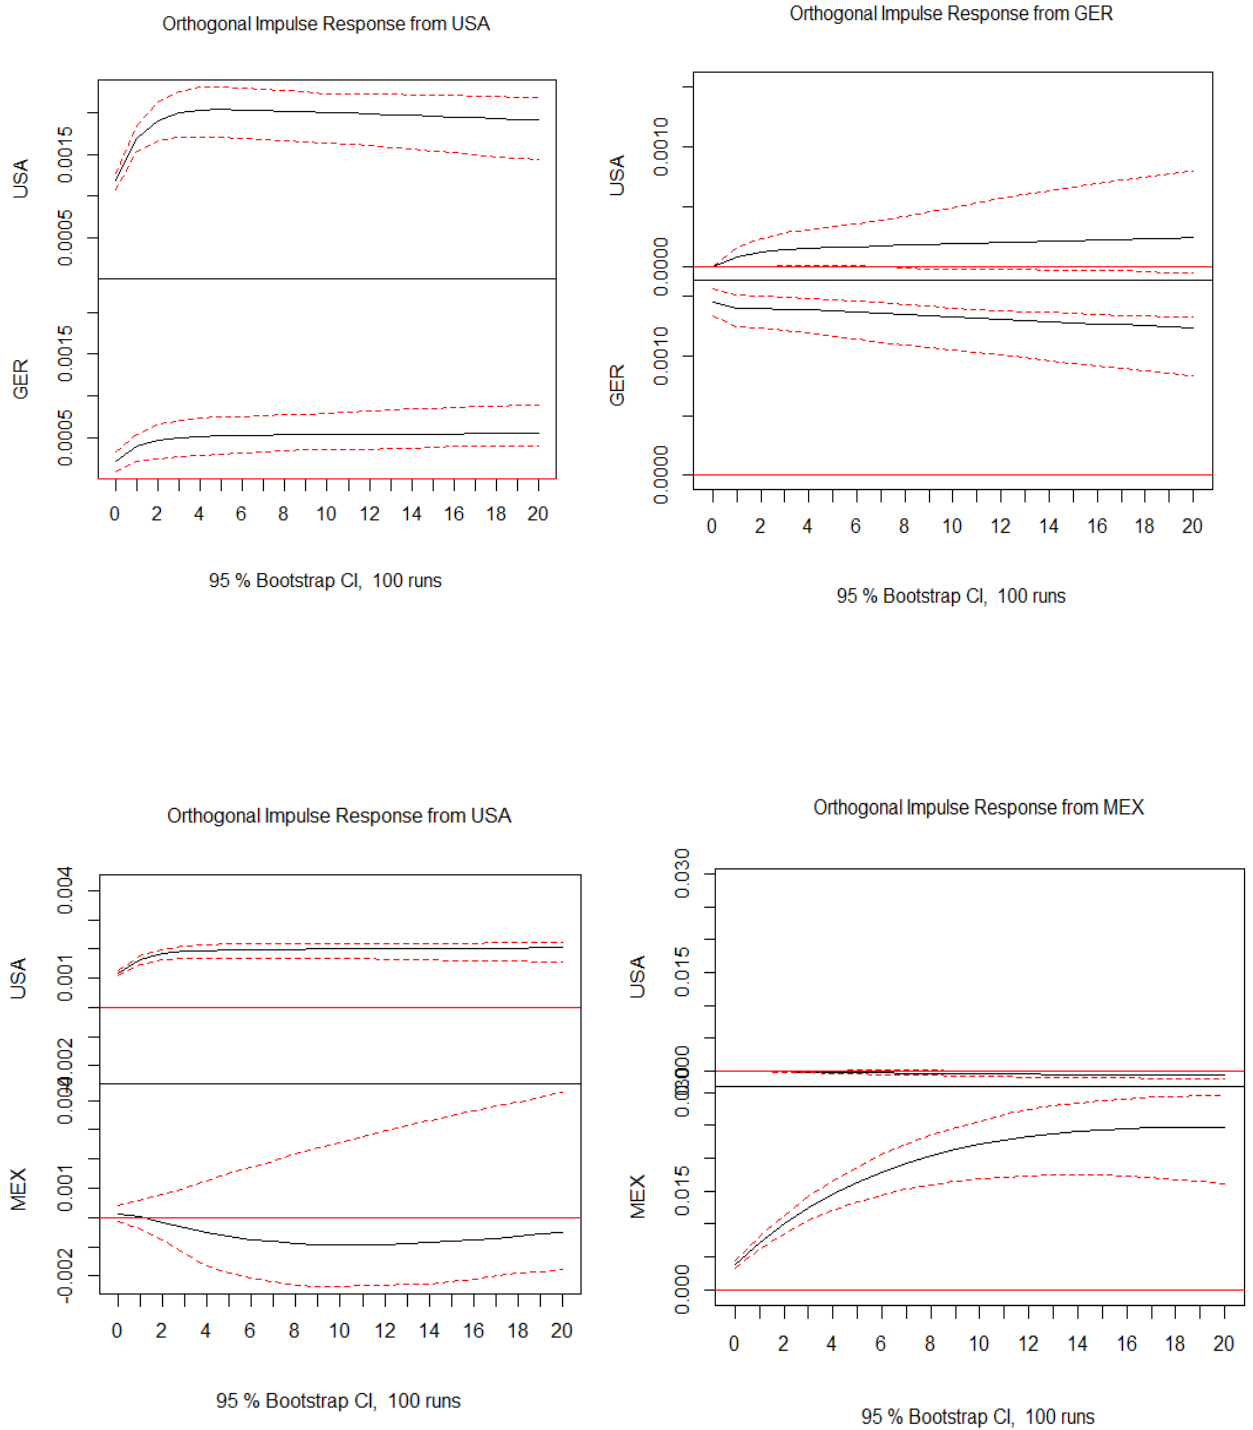 Orthogonal Impulse Response from USA
USA
0.0005 0.0015
GER
0.0005 0.0015
0 2 4 6 8 10 12 14 16 18 20
95 % Bootstrap CI, 100 runs
Orthogonal Impulse Response from GER
USA
0.0000 0.0010
GER
0.0000 0.0010
0 2 4 6 8 10 12 14 16 18 20
95 % Bootstrap CI, 100 runs
Orthogonal Impulse Response from USA
USA
0.001 0.004
MEX
-0.002 0.001
0 2 4 6 8 10 12 14 16 18 20
95 % Bootstrap CI, 100 runs
Orthogonal Impulse Response from MEX
USA
0.015 0.030
MEX
0.000 0.015
0 2 4 6 8 10 12 14 16 18 20
95 % Bootstrap CI, 100 runs